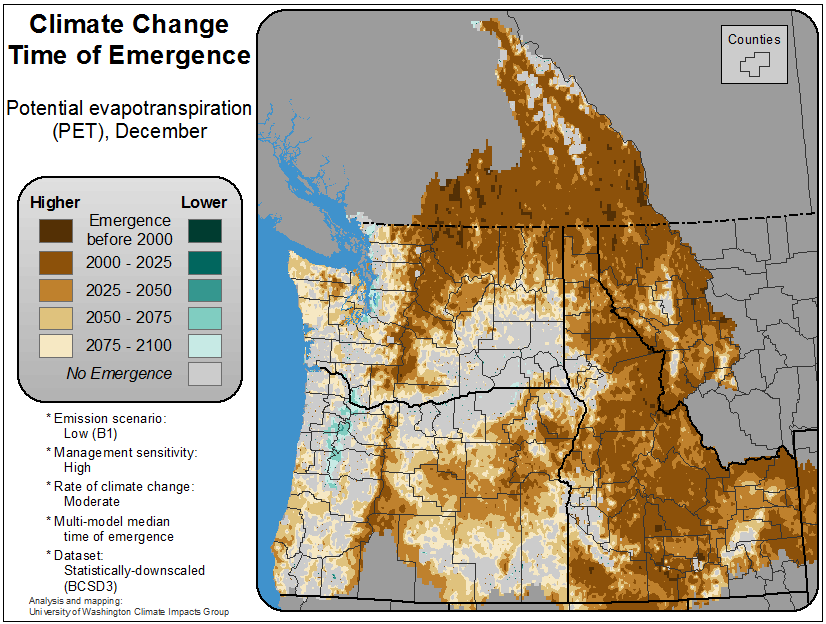 Climate Change
Time of Emergence
Potential evapotranspiration
(PET), December
Higher
Lower
Emergence
before 2000
2000 - 2025
2025 - 2050
2050 - 2075
2075 - 2100
No Emergence
* Emission scenario:
Low (B1)
* Management sensitivity:
High
* Rate of climate change:
Moderate
* Multi-model median
time of emergence
* Dataset:
Statistically-downscaled
(BCSD3)
Analysis and mapping:
University of Washington Climate Impacts Group
Counties